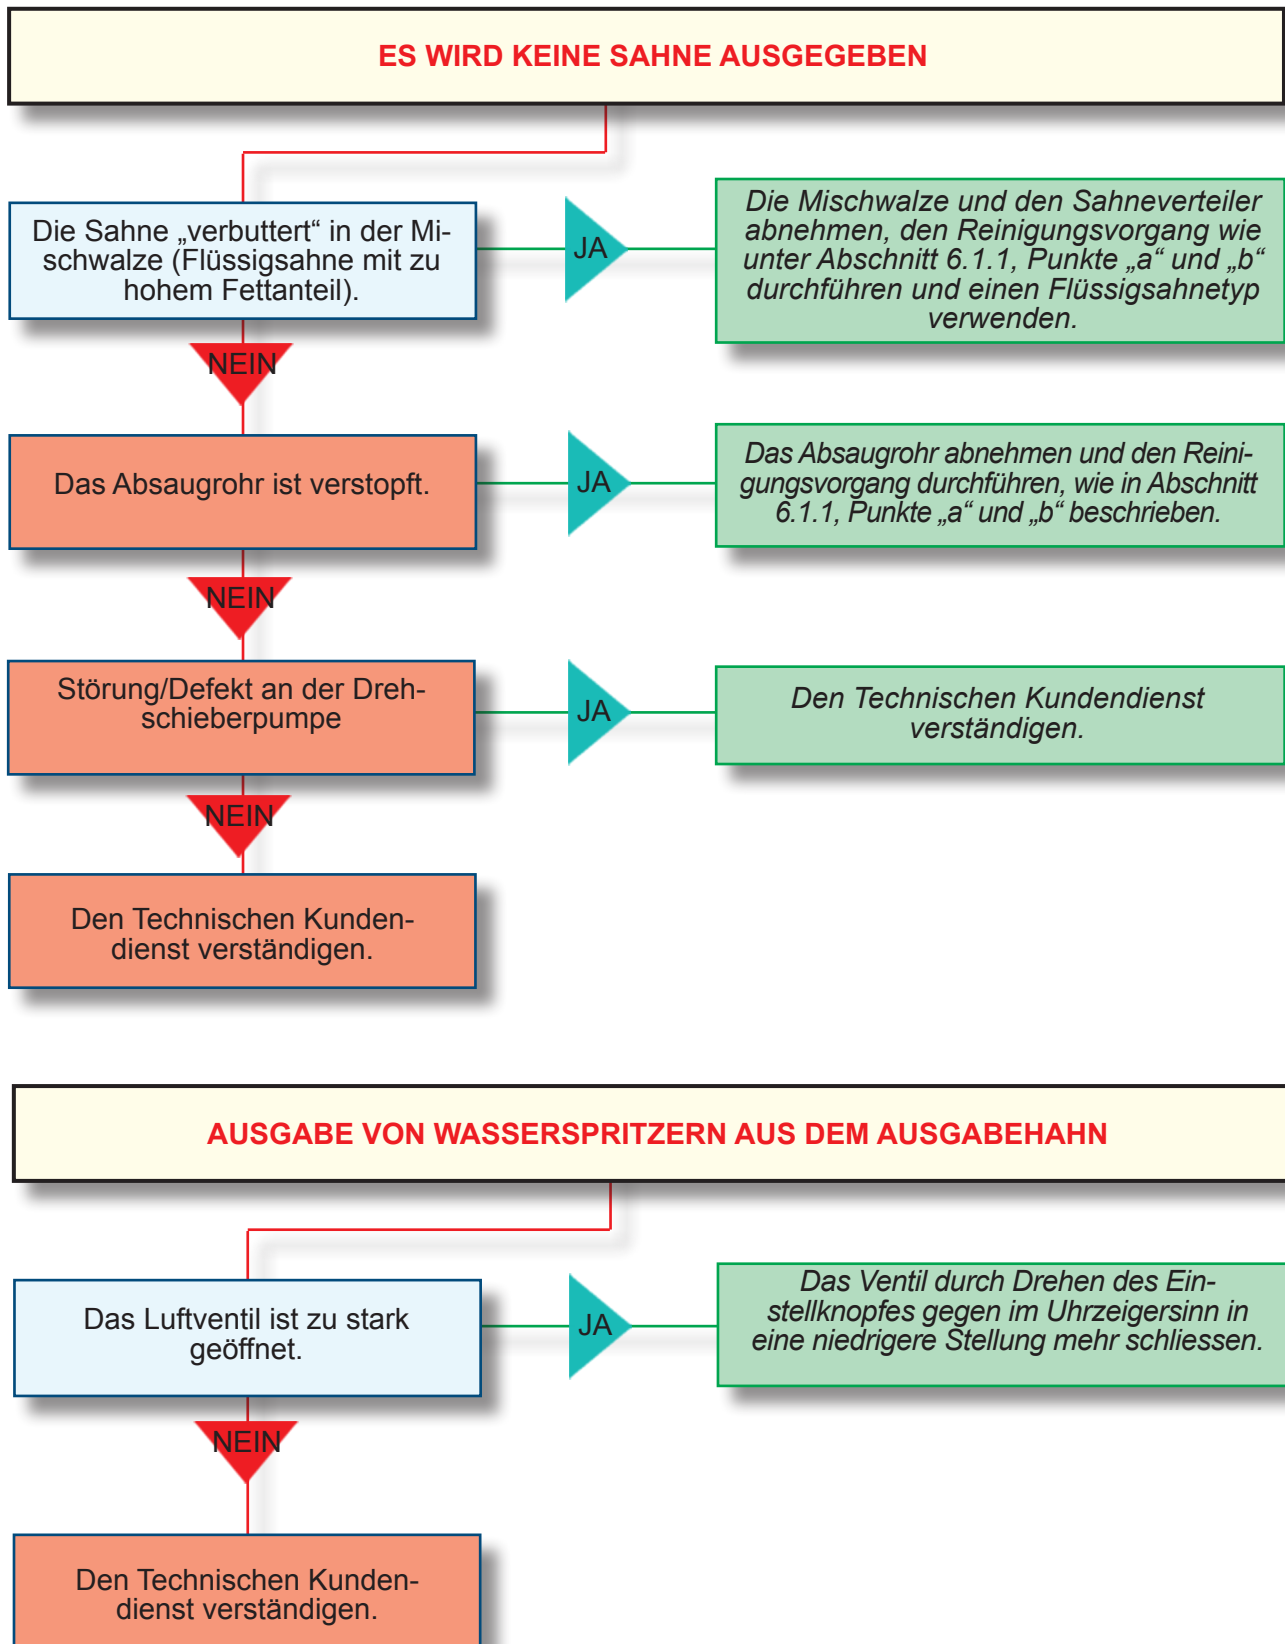 ES WIRD KEINE SAHNE AUSGEGEBEN
Die Sahne „verbuttert“ in der Mi-
schwalze (Flüssigsahne mit zu
hohem Fettanteil).
JA
Die Mischwalze und den Sahneverteiler
abnehmen, den Reinigungsvorgang wie
unter Abschnitt 6.1.1, Punkte „a“ und „b“
durchführen und einen Flüssigsahnetyp
verwenden.
NEIN
Das Absaugrohr ist verstopft.
JA
Das Absaugrohr abnehmen und den Reini-
gungsvorgang durchführen, wie in Abschnitt
6.1.1, Punkte „a“ und „b“ beschrieben.
NEIN
Störung/Defekt an der Dreh-
schieberpumpe
JA
Den Technischen Kundendienst
verständigen.
NEIN
Den Technischen Kunden-
dienst verständigen.
AUSGABE VON WASSERSPRITZERN AUS DEM AUSGABEHAHN
Das Luftventil ist zu stark
geöffnet.
JA
Das Ventil durch Drehen des Ein-
stellknopfes gegen im Uhrzeigersinn in
eine niedrigere Stellung mehr schliessen.
NEIN
Den Technischen Kunden-
dienst verständigen.